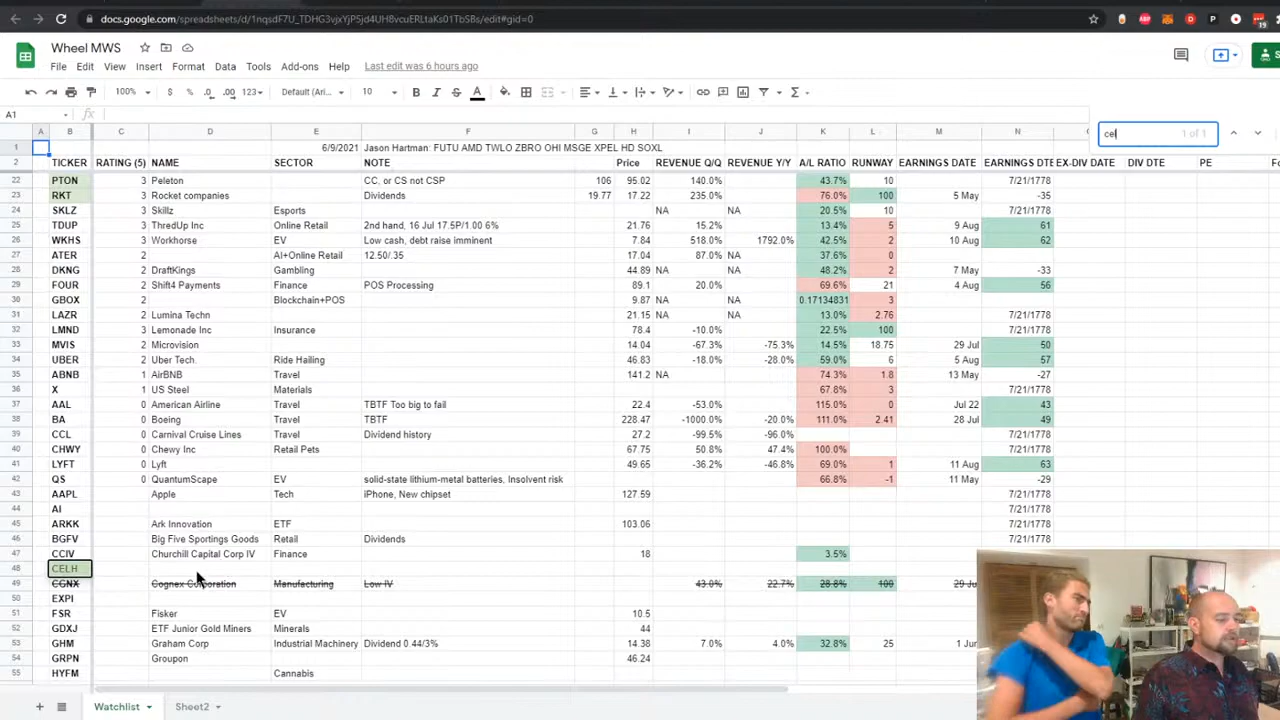 docs.google.com/spreadsheets/d/1nqsdF7U_TDHG3vjxYjP5jd4UH8vcuERLtaKs01TbSBs/edit#gid=0
Wheel MWS
File Edit View Insert Format Data Tools Add-ons Help Last edit was 6 hours ago
100% $ % .0 .00 123 Default (Ari... 10 B I S A
A1 fx
cel 1 of 1
A B C D E F G H I J K L M N
1 6/9/2021 Jason Hartman: FUTU AMD TWLO ZBRO OHI MSGE XPEL HD SOXL
2 TICKER RATING (5) NAME SECTOR NOTE Price REVENUE Q/Q REVENUE Y/Y A/L RATIO RUNWAY EARNINGS DATE EARNINGS DTE EX-DIV DATE DIV DTE PE
22 PTON 3 Peleton CC, or CS not CSP 106 95.02 140.0% 43.7% 10 7/21/1778
23 RKT 3 Rocket companies Dividends 19.77 17.22 235.0% 76.0% 100 5 May -35
24 SKLZ 3 Skillz Esports NA NA 20.5% 10 7/21/1778
25 TDUP 3 ThredUp Inc Online Retail 2nd hand, 16 Jul 17.5P/1.00 6% 21.76 15.2% 13.4% 5 9 Aug 61
26 WKHS 3 Workhorse EV Low cash, debt raise imminent 7.84 518.0% 1792.0% 42.5% 2 10 Aug 62
27 ATER 2 AI+Online Retail 12.50/.35 17.04 87.0% NA 37.6% 0 7/21/1778
28 DKNG 2 DraftKings Gambling 44.89 NA NA 48.2% 2 7 May -33
29 FOUR 2 Shift4 Payments Finance POS Processing 89.1 20.0% 69.6% 21 4 Aug 56
30 GBOX 2 Blockchain+POS 9.87 NA NA 0.17134831 3
31 LAZR 2 Lumina Techn 21.15 NA NA 13.0% 2.76 7/21/1778
32 LMND 2 Lemonade Inc Insurance 78.4 -10.0% 22.5% 100 7/21/1778
33 MVIS 2 Microvision 14.04 -67.3% -75.3% 14.5% 18.75 29 Jul 50
34 UBER 2 Uber Tech. Ride Hailing 46.83 -18.0% -28.0% 59.0% 6 5 Aug 57
35 ABNB 1 AirBNB Travel 141.2 NA 74.3% 1.8 13 May -27
36 X 1 US Steel Materials 67.8% 3 7/21/1778
37 AAL 0 American Airline Travel TBTF Too big to fail 22.4 -53.0% 115.0% 0 Jul 22 43
38 BA 0 Boeing Travel TBTF 228.47 -1000.0% -20.0% 111.0% 2.41 28 Jul 49
39 CCL 0 Carnival Cruise Lines Travel Dividend history 27.2 -99.5% -96.0% 7/21/1778
40 CHWY 0 Chewy Inc Retail Pets 67.75 50.8% 47.4% 100.0% 7/21/1778
41 LYFT 0 Lyft 49.65 -36.2% -46.8% 69.0% 1 11 Aug 63
42 QS 0 QuantumScape EV solid-state lithium-metal batteries, Insolvent risk 66.8% -1 11 May -29
43 AAPL Apple Tech iPhone, New chipset 127.59 7/21/1778
44 AI 7/21/1778
45 ARKK Ark Innovation ETF 103.06 7/21/1778
46 BGFV Big Five Sportings Goods Retail Dividends 7/21/1778
47 CCIV Churchill Capital Corp IV Finance 18 3.5%
48 CELH
49 CGNX Cognex Corporation Manufacturing Low IV 43.0% 22.7% 28.8% 100
50 EXPI
51 FSR Fisker EV 10.5
52 GDXJ ETF Junior Gold Miners Minerals 44
53 GHM Graham Corp Industrial Machinery Dividend 0.44/3% 14.38 7.0% 4.0% 32.8% 25
54 GRPN Groupon 46.24
55 HYFM Cannabis
Watchlist Sheet2